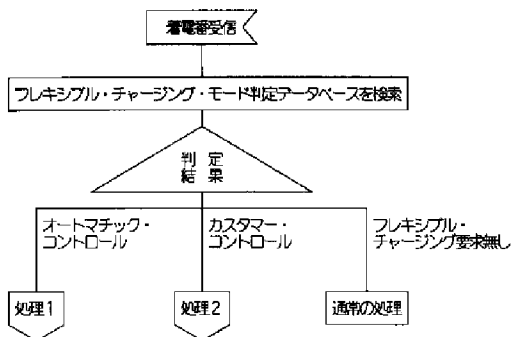 着電番受信
フレキシブル・チャージング・モード判定データベースを検索
判定
結果
オートマチック・
コントロール
カスタマー・
コントロール
フレキシブル・
チャージング要求無し
処理1
処理2
通常の処理